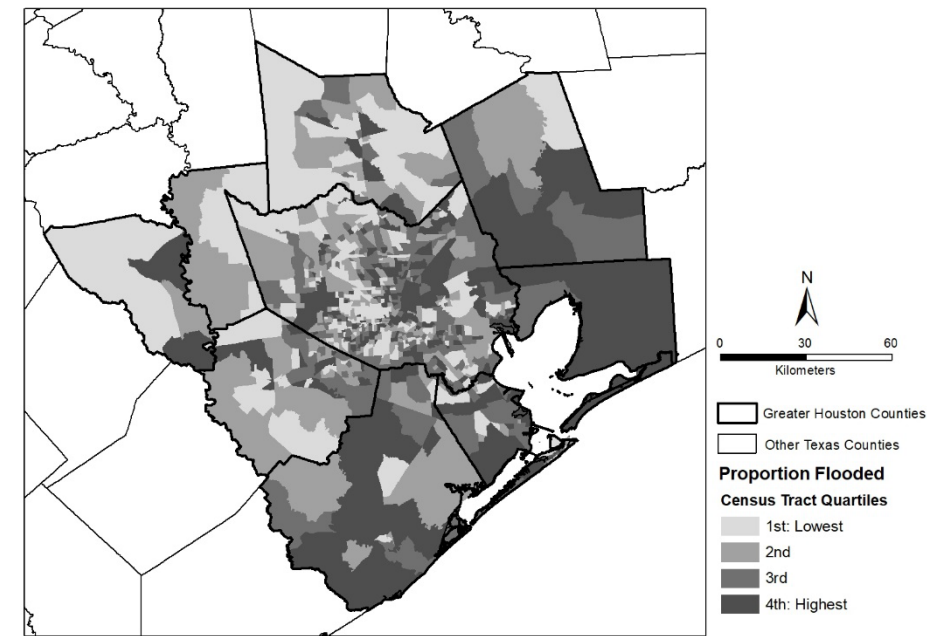 N
0 30 60
Kilometers
Greater Houston Counties
Other Texas Counties
Proportion Flooded
Census Tract Quartiles
1st: Lowest
2nd
3rd
4th: Highest